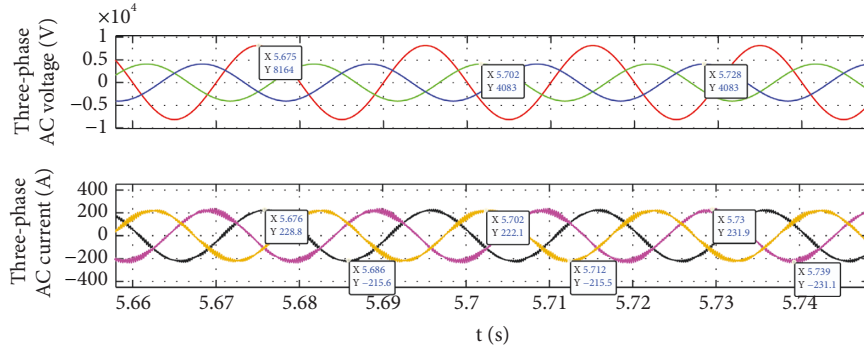 ×10⁴
Three-phase
AC voltage (V)
1
0.5
0
−0.5
−1
X 5.675
Y 8164
X 5.702
Y 4083
X 5.728
Y 4083
Three-phase
AC current (A)
400
200
0
−200
−400
X 5.676
Y 228.8
X 5.702
Y 222.1
X 5.73
Y 231.9
X 5.686
Y −215.6
X 5.712
Y −215.5
X 5.739
Y −231.1
5.66 5.67 5.68 5.69 5.7 5.71 5.72 5.73 5.74
t (s)